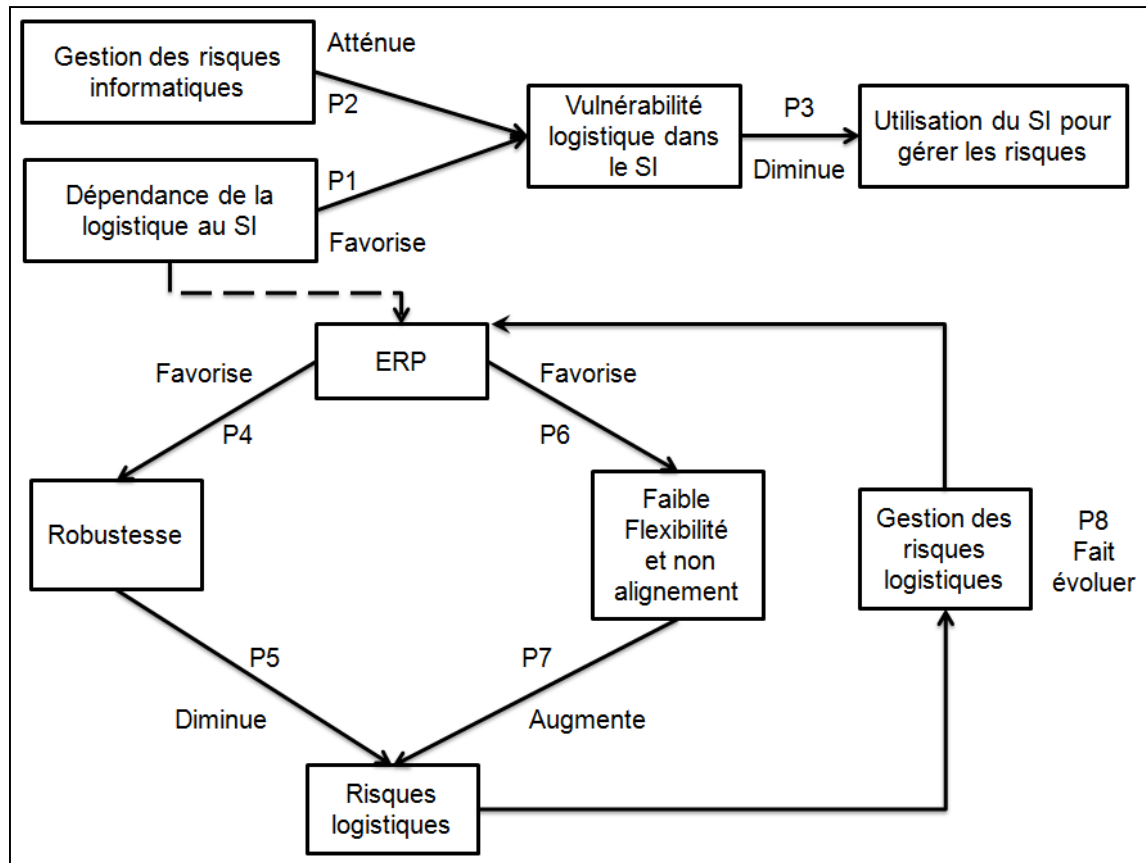 Gestion des risques
informatiques
Atténue
P2
Vulnérabilité
logistique dans
le SI
P3
Diminue
Utilisation du SI pour
gérer les risques
Dépendance de la
logistique au SI
P1
Favorise
ERP
Favorise
P4
Favorise
P6
Robustesse
Faible
Flexibilité
et non
alignement
Gestion des
risques
logistiques
P8
Fait
évoluer
P5
Diminue
P7
Augmente
Risques
logistiques